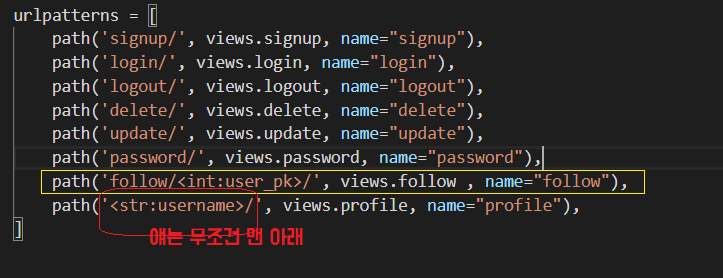 urlpatterns = [
    path('signup/', views.signup, name="signup"),
    path('login/', views.login, name="login"),
    path('logout/', views.logout, name="logout"),
    path('delete/', views.delete, name="delete"),
    path('update/', views.update, name="update"),
    path('password/', views.password, name="password"),
    path('follow/<int:user_pk>/', views.follow , name="follow"),
    path('<str:username>/', views.profile, name="profile"),
]
얘는 무조건 맨 아래